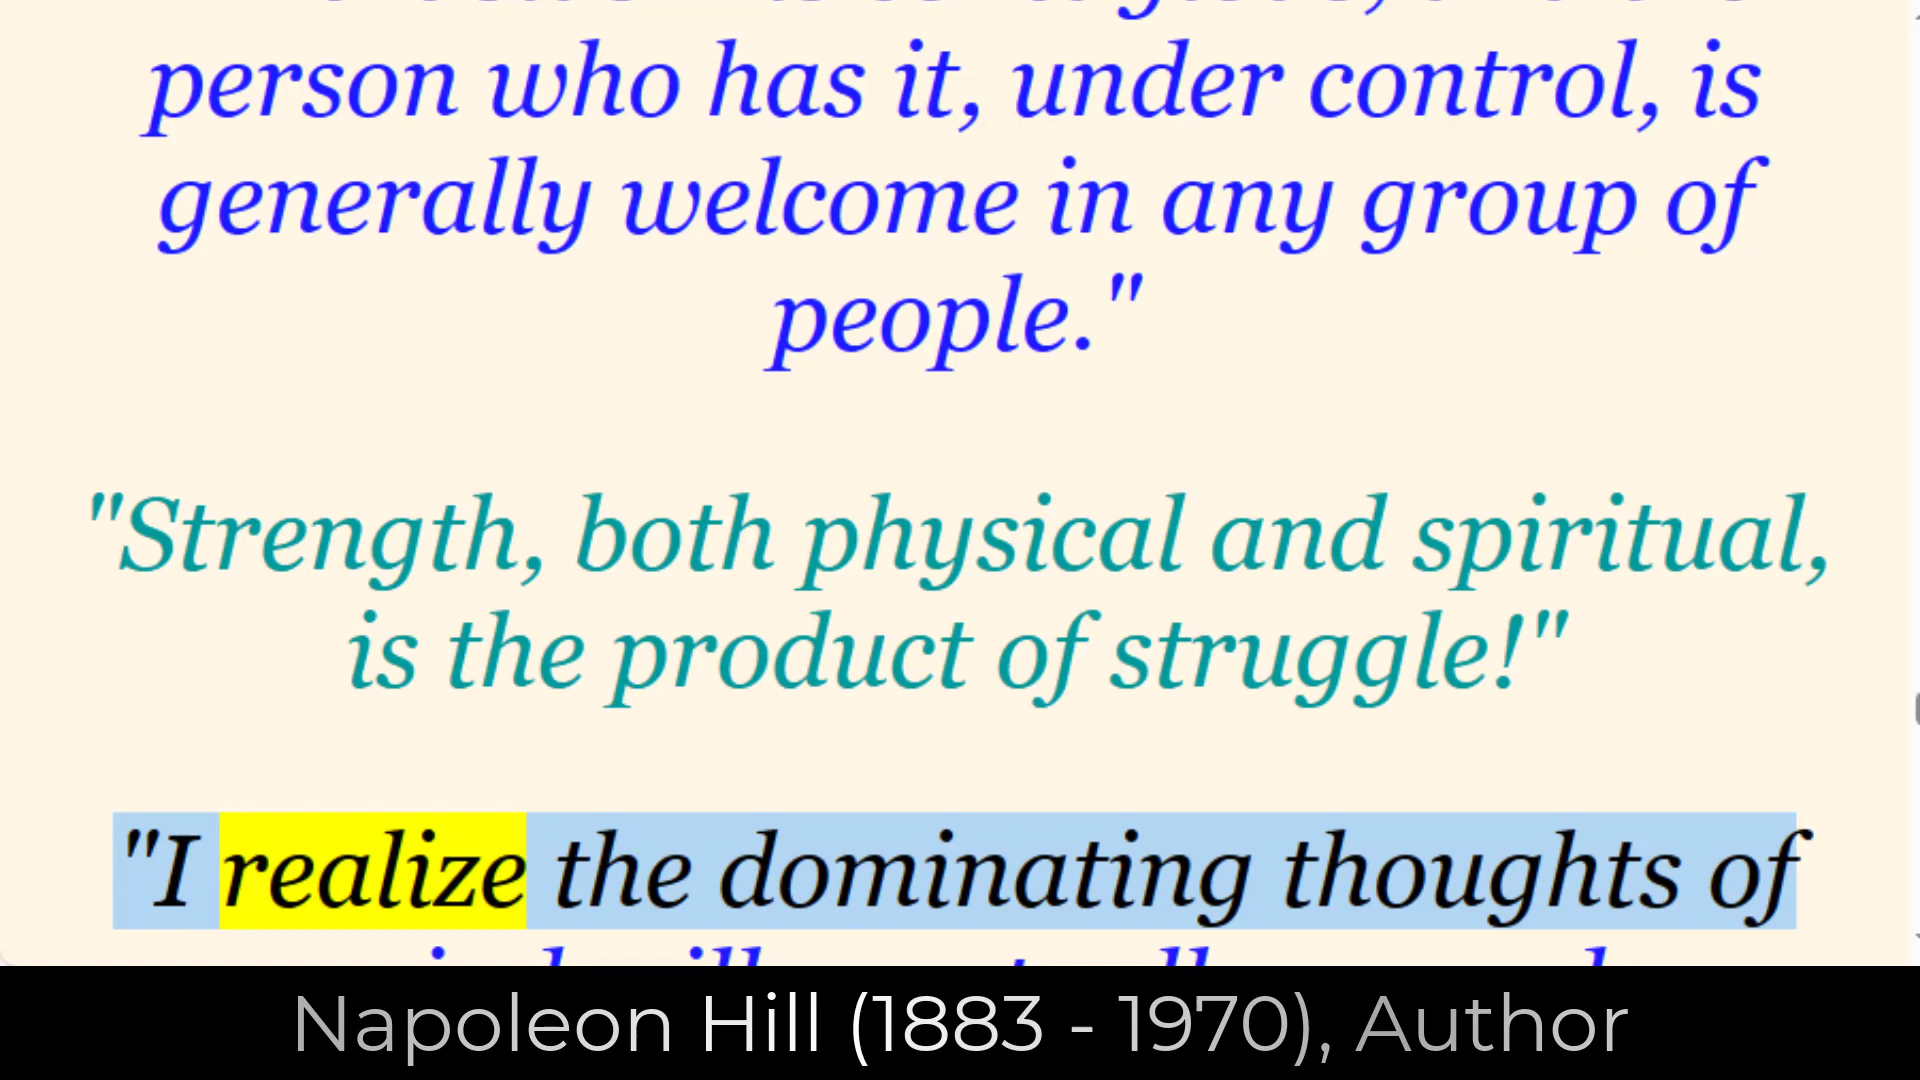 person who has it, under control, is
generally welcome in any group of
people."
"Strength, both physical and spiritual,
is the product of struggle!"
"I realize the dominating thoughts of
Napoleon Hill (1883 - 1970), Author